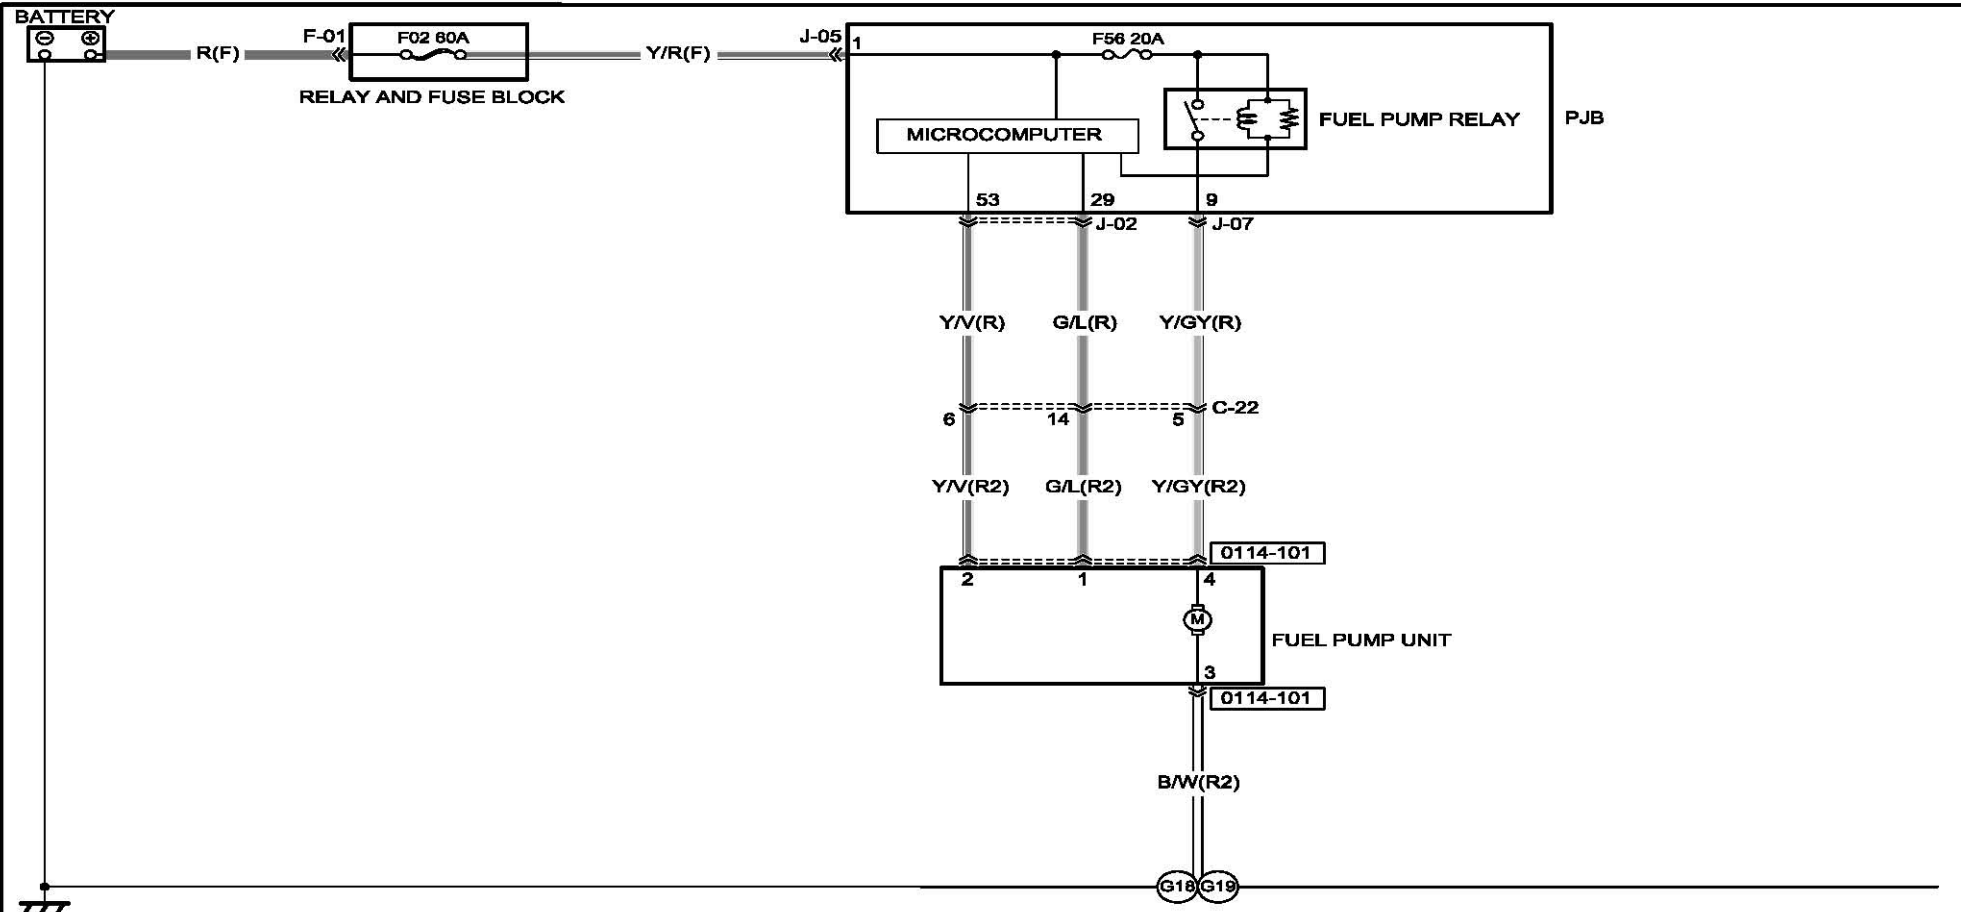 BATTERY
R(F)
F-01
F02 60A
RELAY AND FUSE BLOCK
Y/R(F)
J-05
1
F56 20A
MICROCOMPUTER
FUEL PUMP RELAY
PJB
53
29
9
J-02
J-07
Y/V(R)
G/L(R)
Y/GY(R)
6
14
5
C-22
Y/V(R2)
G/L(R2)
Y/GY(R2)
0114-101
2
1
4
M
FUEL PUMP UNIT
3
0114-101
B/W(R2)
G18
G19